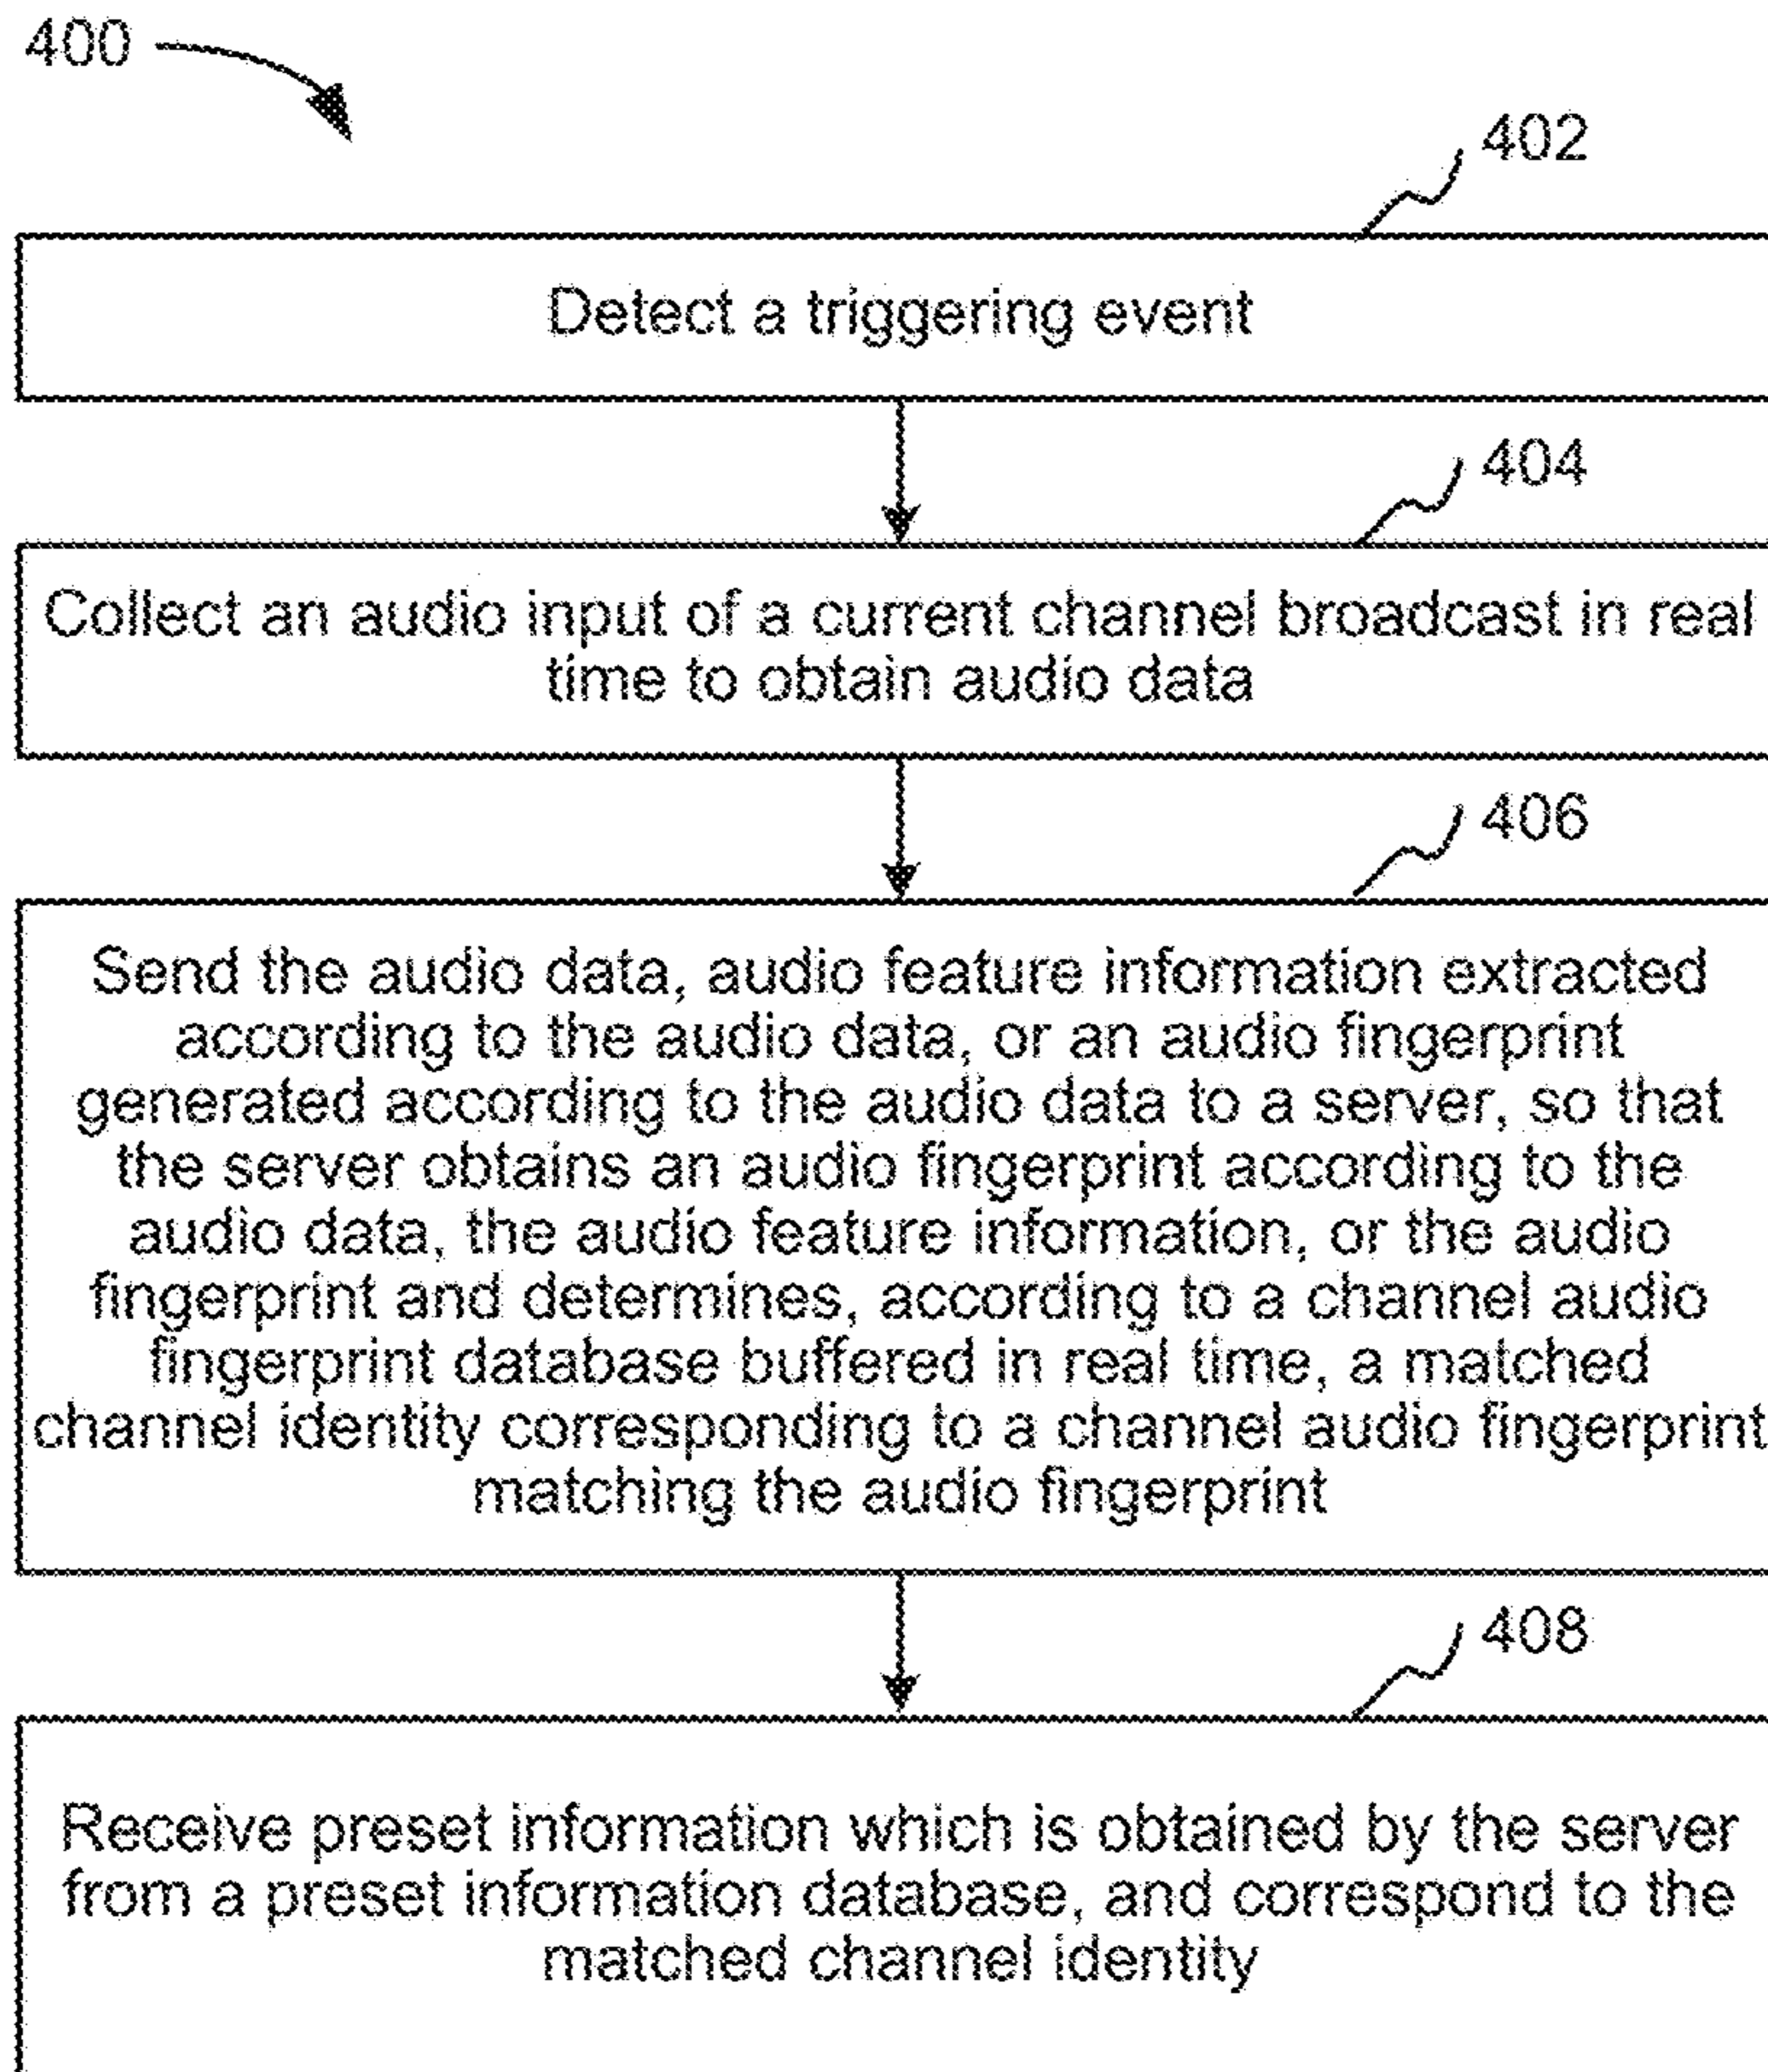 400
402
Detect a triggering event
404
Collect an audio input of a current channel broadcast in real
time to obtain audio data
406
Send the audio data, audio feature information extracted
according to the audio data, or an audio fingerprint
generated according to the audio data to a server, so that
the server obtains an audio fingerprint according to the
audio data, the audio feature information, or the audio
fingerprint and determines, according to a channel audio
fingerprint database buffered in real time, a matched
channel identity corresponding to a channel audio fingerprint
matching the audio fingerprint
408
Receive preset information which is obtained by the server
from a preset information database, and correspond to the
matched channel identity